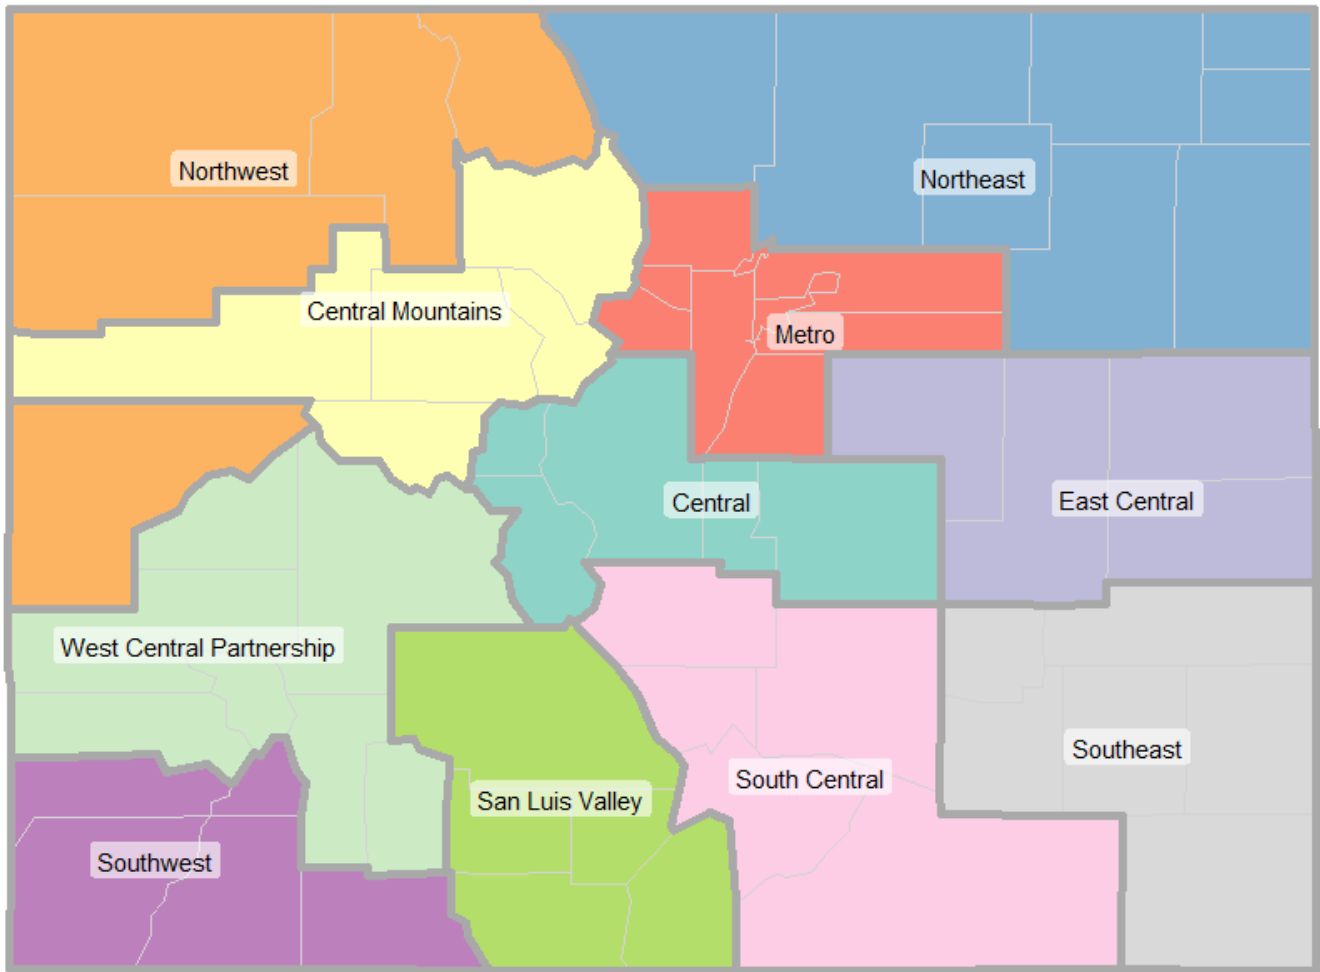 Northwest
Northeast
Central Mountains
Metro
Central
East Central
West Central Partnership
Southeast
South Central
San Luis Valley
Southwest